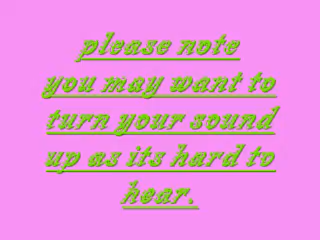 please note
you may want to
turn your sound
up as its hard to
hear.